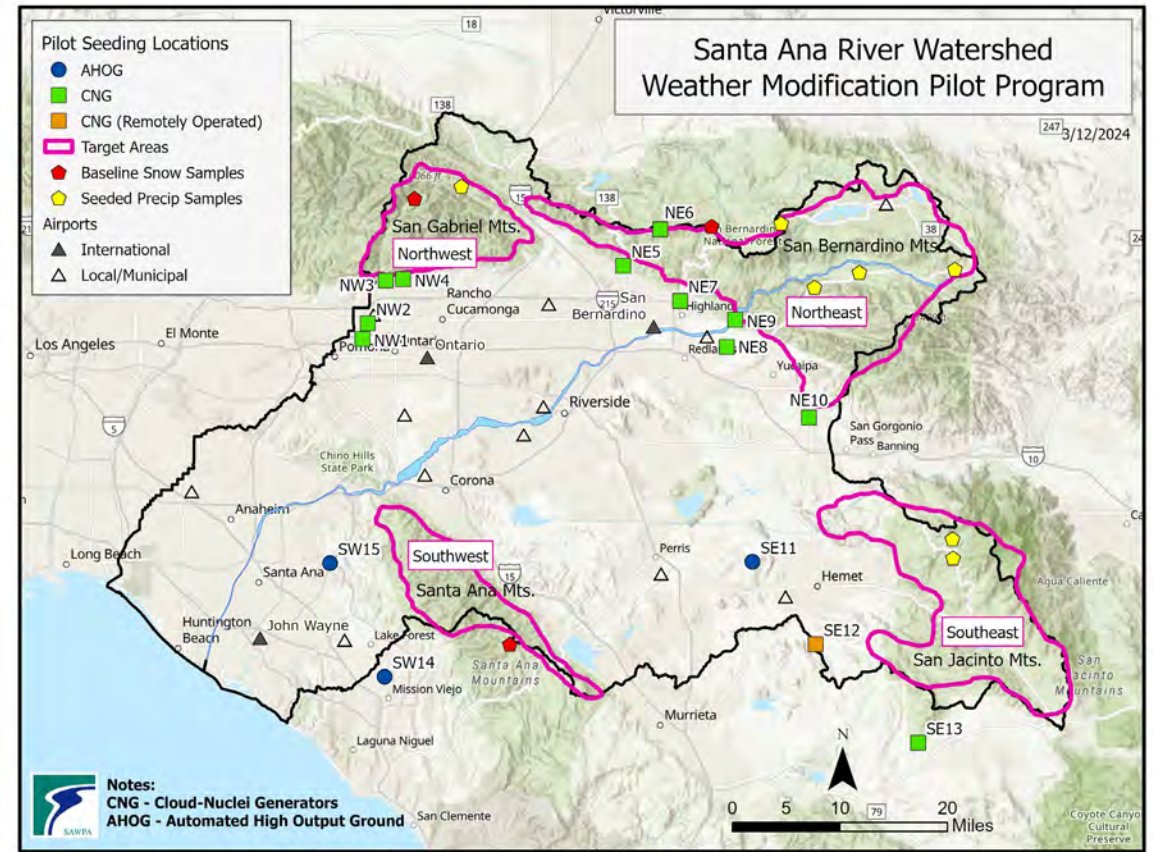 Victorville
18
Pilot Seeding Locations
AHOG
CNG
CNG (Remotely Operated)
Target Areas
Baseline Snow Samples
Seeded Precip Samples
Airports
International
Local/Municipal
Santa Ana River Watershed
Weather Modification Pilot Program
3/12/2024
247
138
15
138
38
San Gabriel Mts.
Northwest
NE6
National Forest
San Bernardino Mts.
NE5
NW3
NW4
Rancho
Cucamonga
215
San
Bernardino
NE7
Highland
Northeast
NW2
NW1
NE9
NE8
El Monte
Los Angeles
Ontario
Yucaipa
NE10
Riverside
San Gorgonio
Pass
Banning
5
10
Chino Hills
State Park
Corona
Anaheim
Long Beach
SW15
Santa Ana
Southwest
Santa Ana Mts.
15
Perris
SE11
Hemet
Agua Caliente
Huntington
Beach
John Wayne
Lake Forest
SE12
Southeast
San Jacinto Mts.
SW14
Mission Viejo
Santa Ana
Mountains
San
Jacinto
Mountains
Murrieta
Laguna Niguel
SE13
N
San Clemente
79
0 5 10 20
Miles
Coyote Canyo
Cultural
Preserve
SAWPA
Notes:
CNG - Cloud-Nuclei Generators
AHOG - Automated High Output Ground